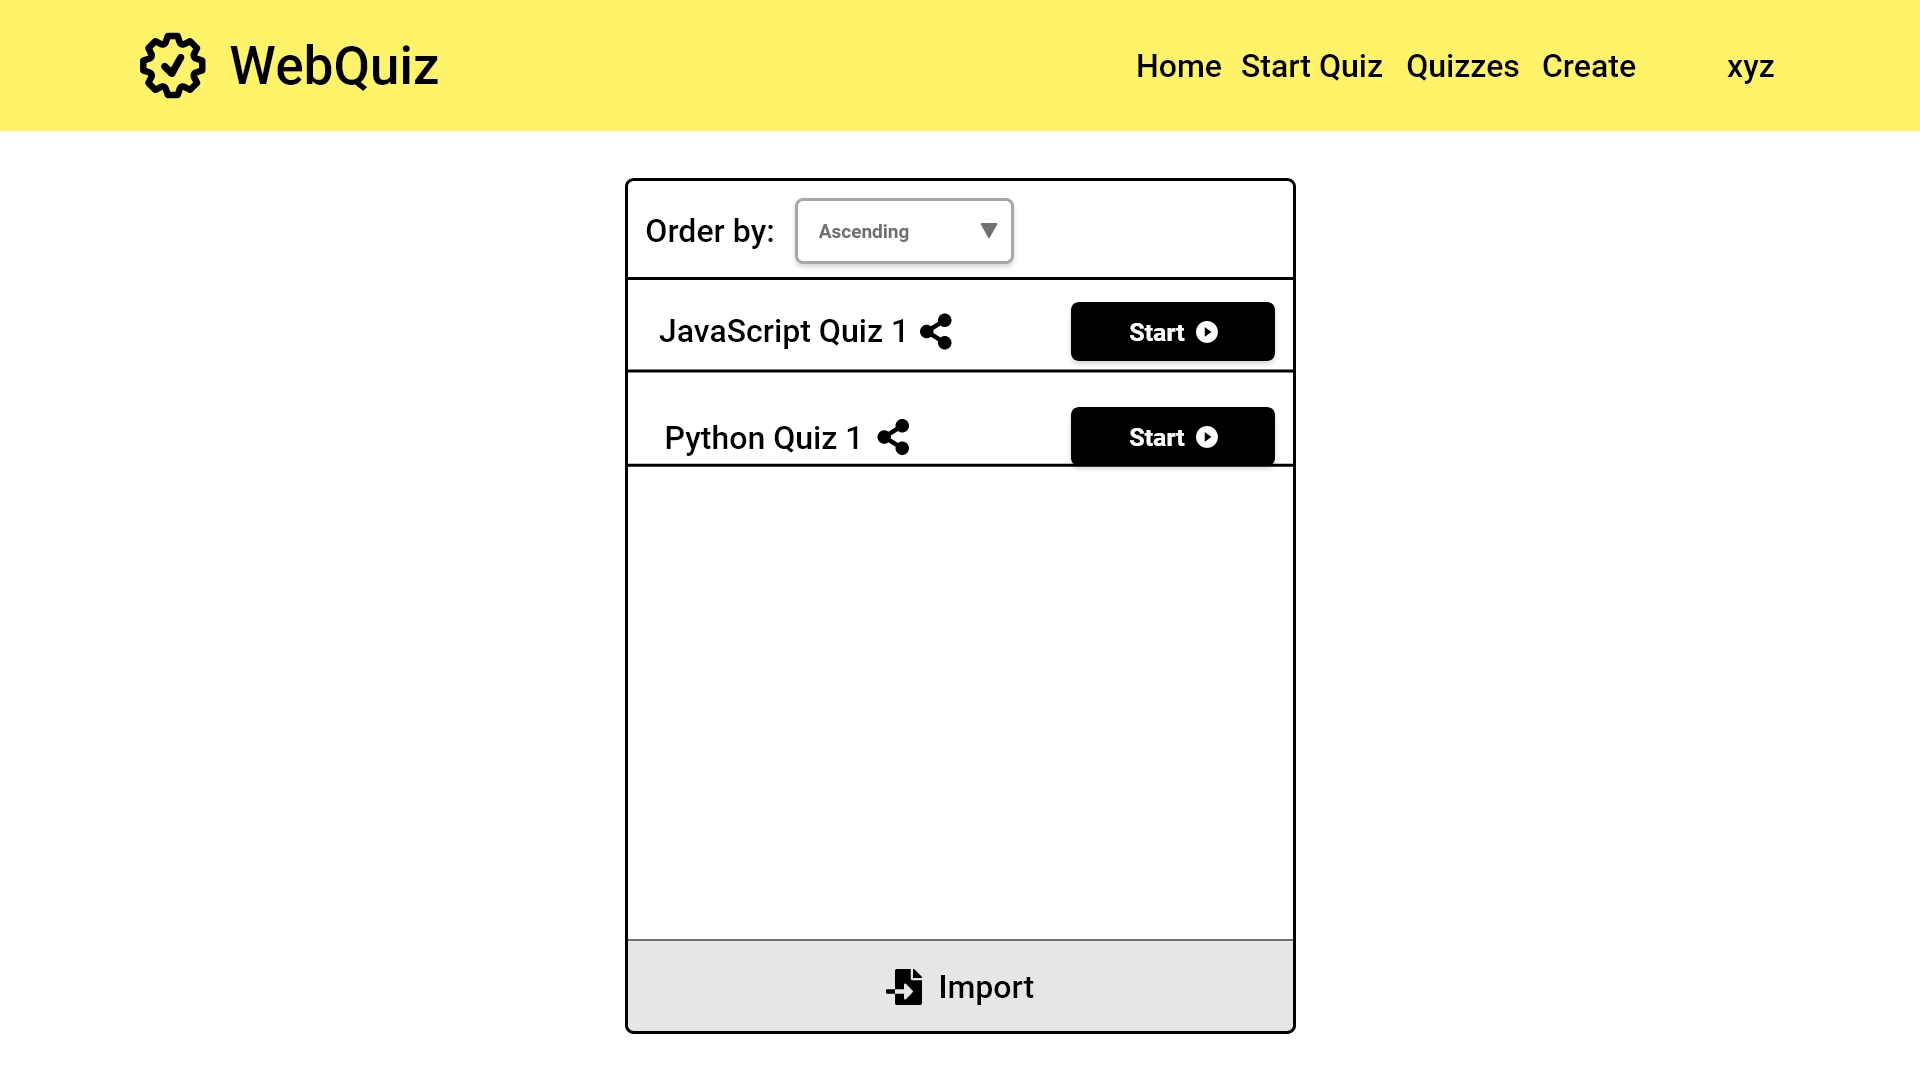 WebQuiz
Home Start Quiz Quizzes Create xyz
Order by: Ascending
JavaScript Quiz 1 Start
Python Quiz 1 Start
Import